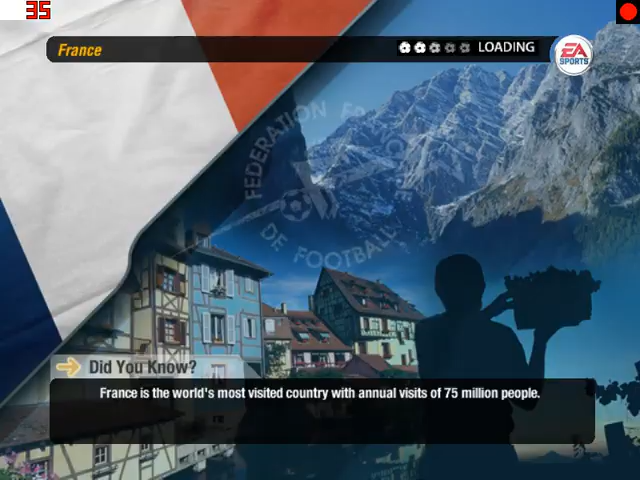 35
France
LOADING
EA
SPORTS
FEDERATION FRA
DE FOOTBALL
Did You Know?
France is the world's most visited country with annual visits of 75 million people.